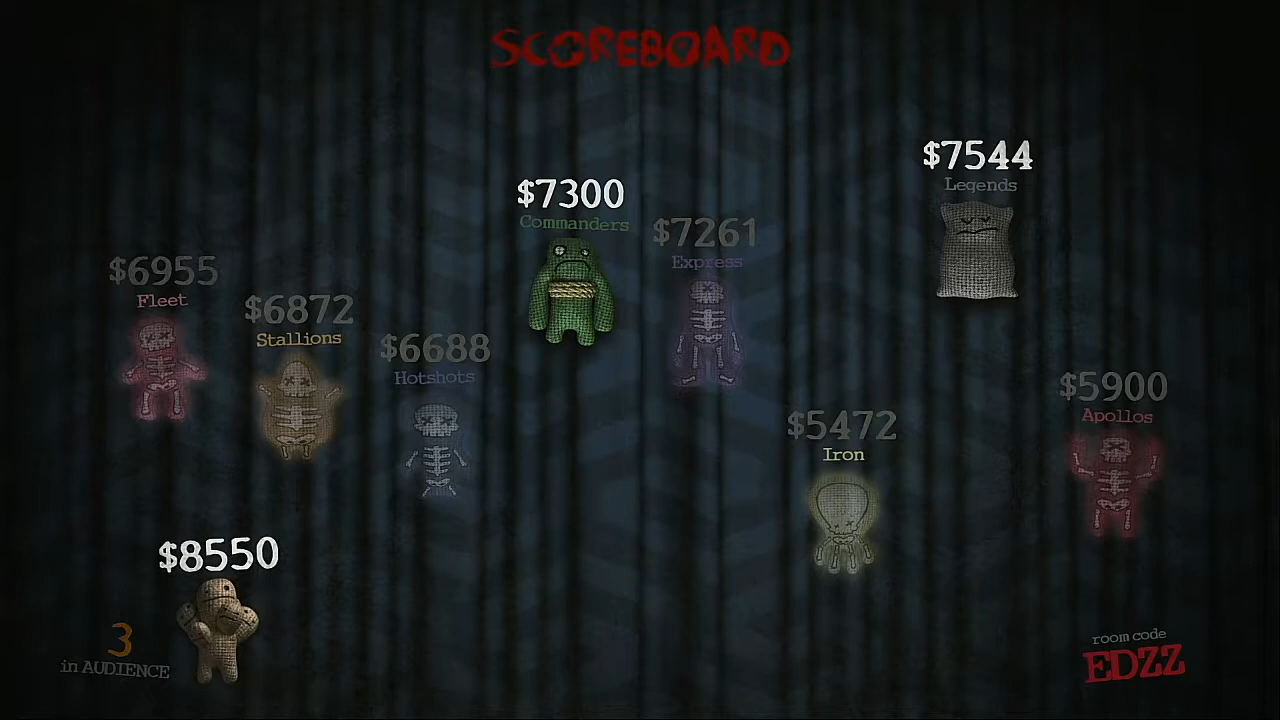 SCOREBOARD
$7544
Legends
$7300
Commanders
$7261
Express
$6955
Fleet
$6872
Stallions
$6688
Hotshots
$5900
Apollos
$5472
Iron
$8550
3
in AUDIENCE
room code
EDZZ